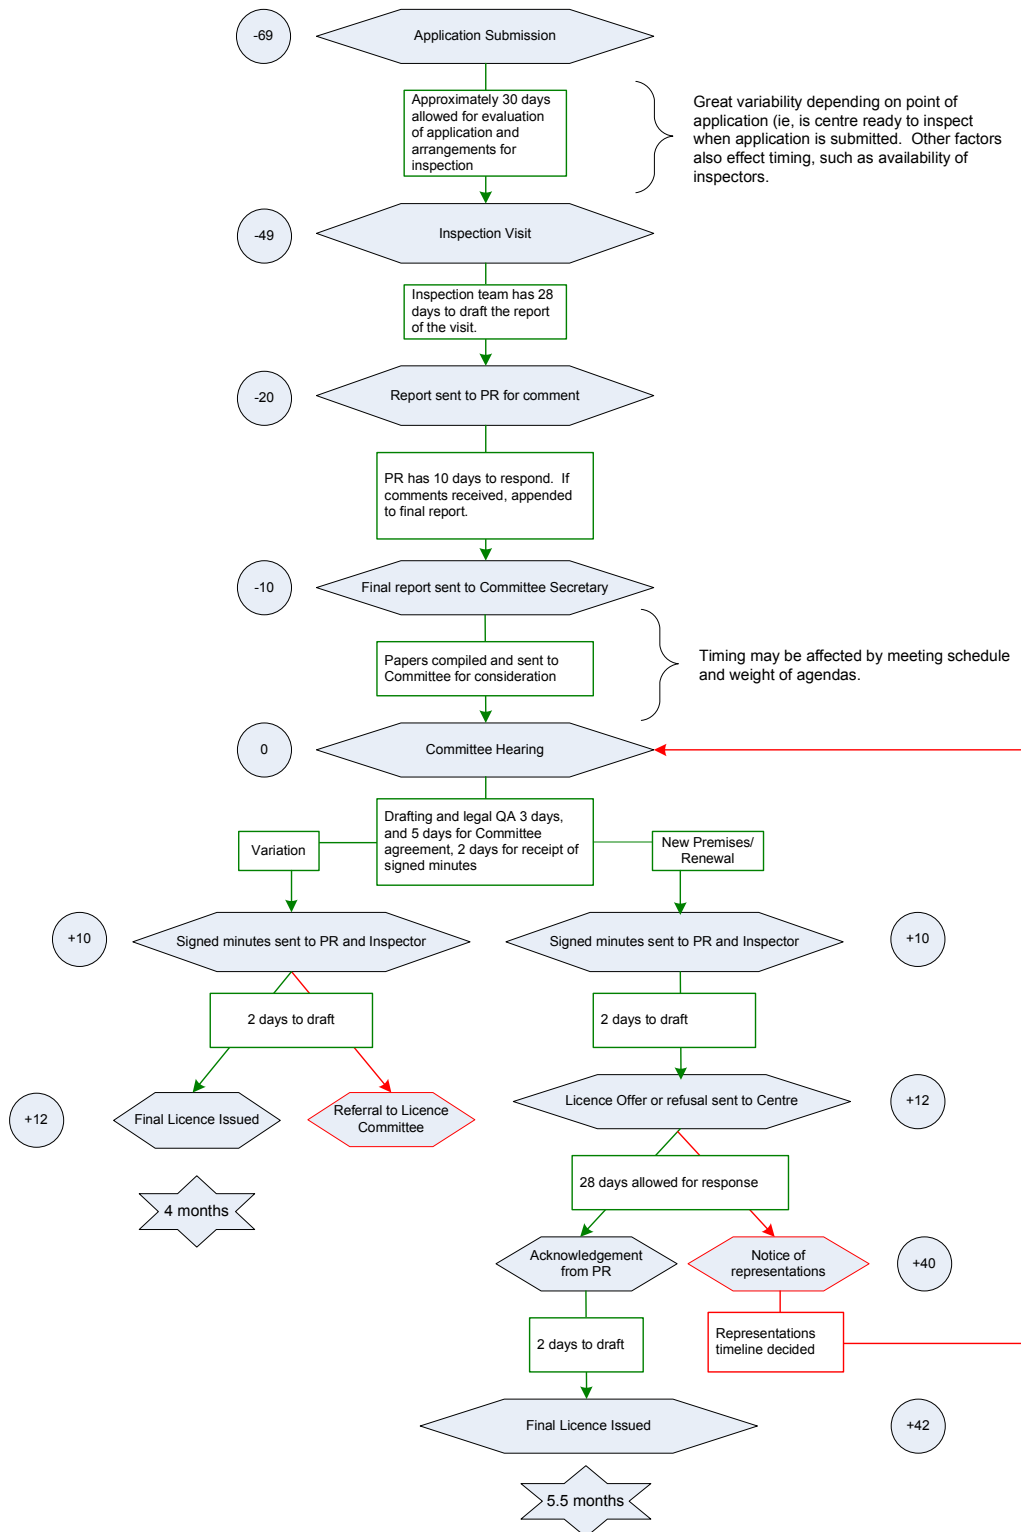 -69
Application Submission
Approximately 30 days
allowed for evaluation
of application and
arrangements for
inspection
Great variability depending on point of
application (ie, is centre ready to inspect
when application is submitted.  Other factors
also effect timing, such as availability of
inspectors.
-49
Inspection Visit
Inspection team has 28
days to draft the report
of the visit.
-20
Report sent to PR for comment
PR has 10 days to respond.  If
comments received, appended
to final report.
-10
Final report sent to Committee Secretary
Papers compiled and sent to
Committee for consideration
Timing may be affected by meeting schedule
and weight of agendas.
0
Committee Hearing
Drafting and legal QA 3 days,
and 5 days for Committee
agreement, 2 days for receipt of
signed minutes
Variation
New Premises/
Renewal
+10
Signed minutes sent to PR and Inspector
Signed minutes sent to PR and Inspector
+10
2 days to draft
2 days to draft
+12
Final Licence Issued
Referral to Licence
Committee
Licence Offer or refusal sent to Centre
+12
4 months
28 days allowed for response
Acknowledgement
from PR
Notice of
representations
+40
2 days to draft
Representations
timeline decided
Final Licence Issued
+42
5.5 months